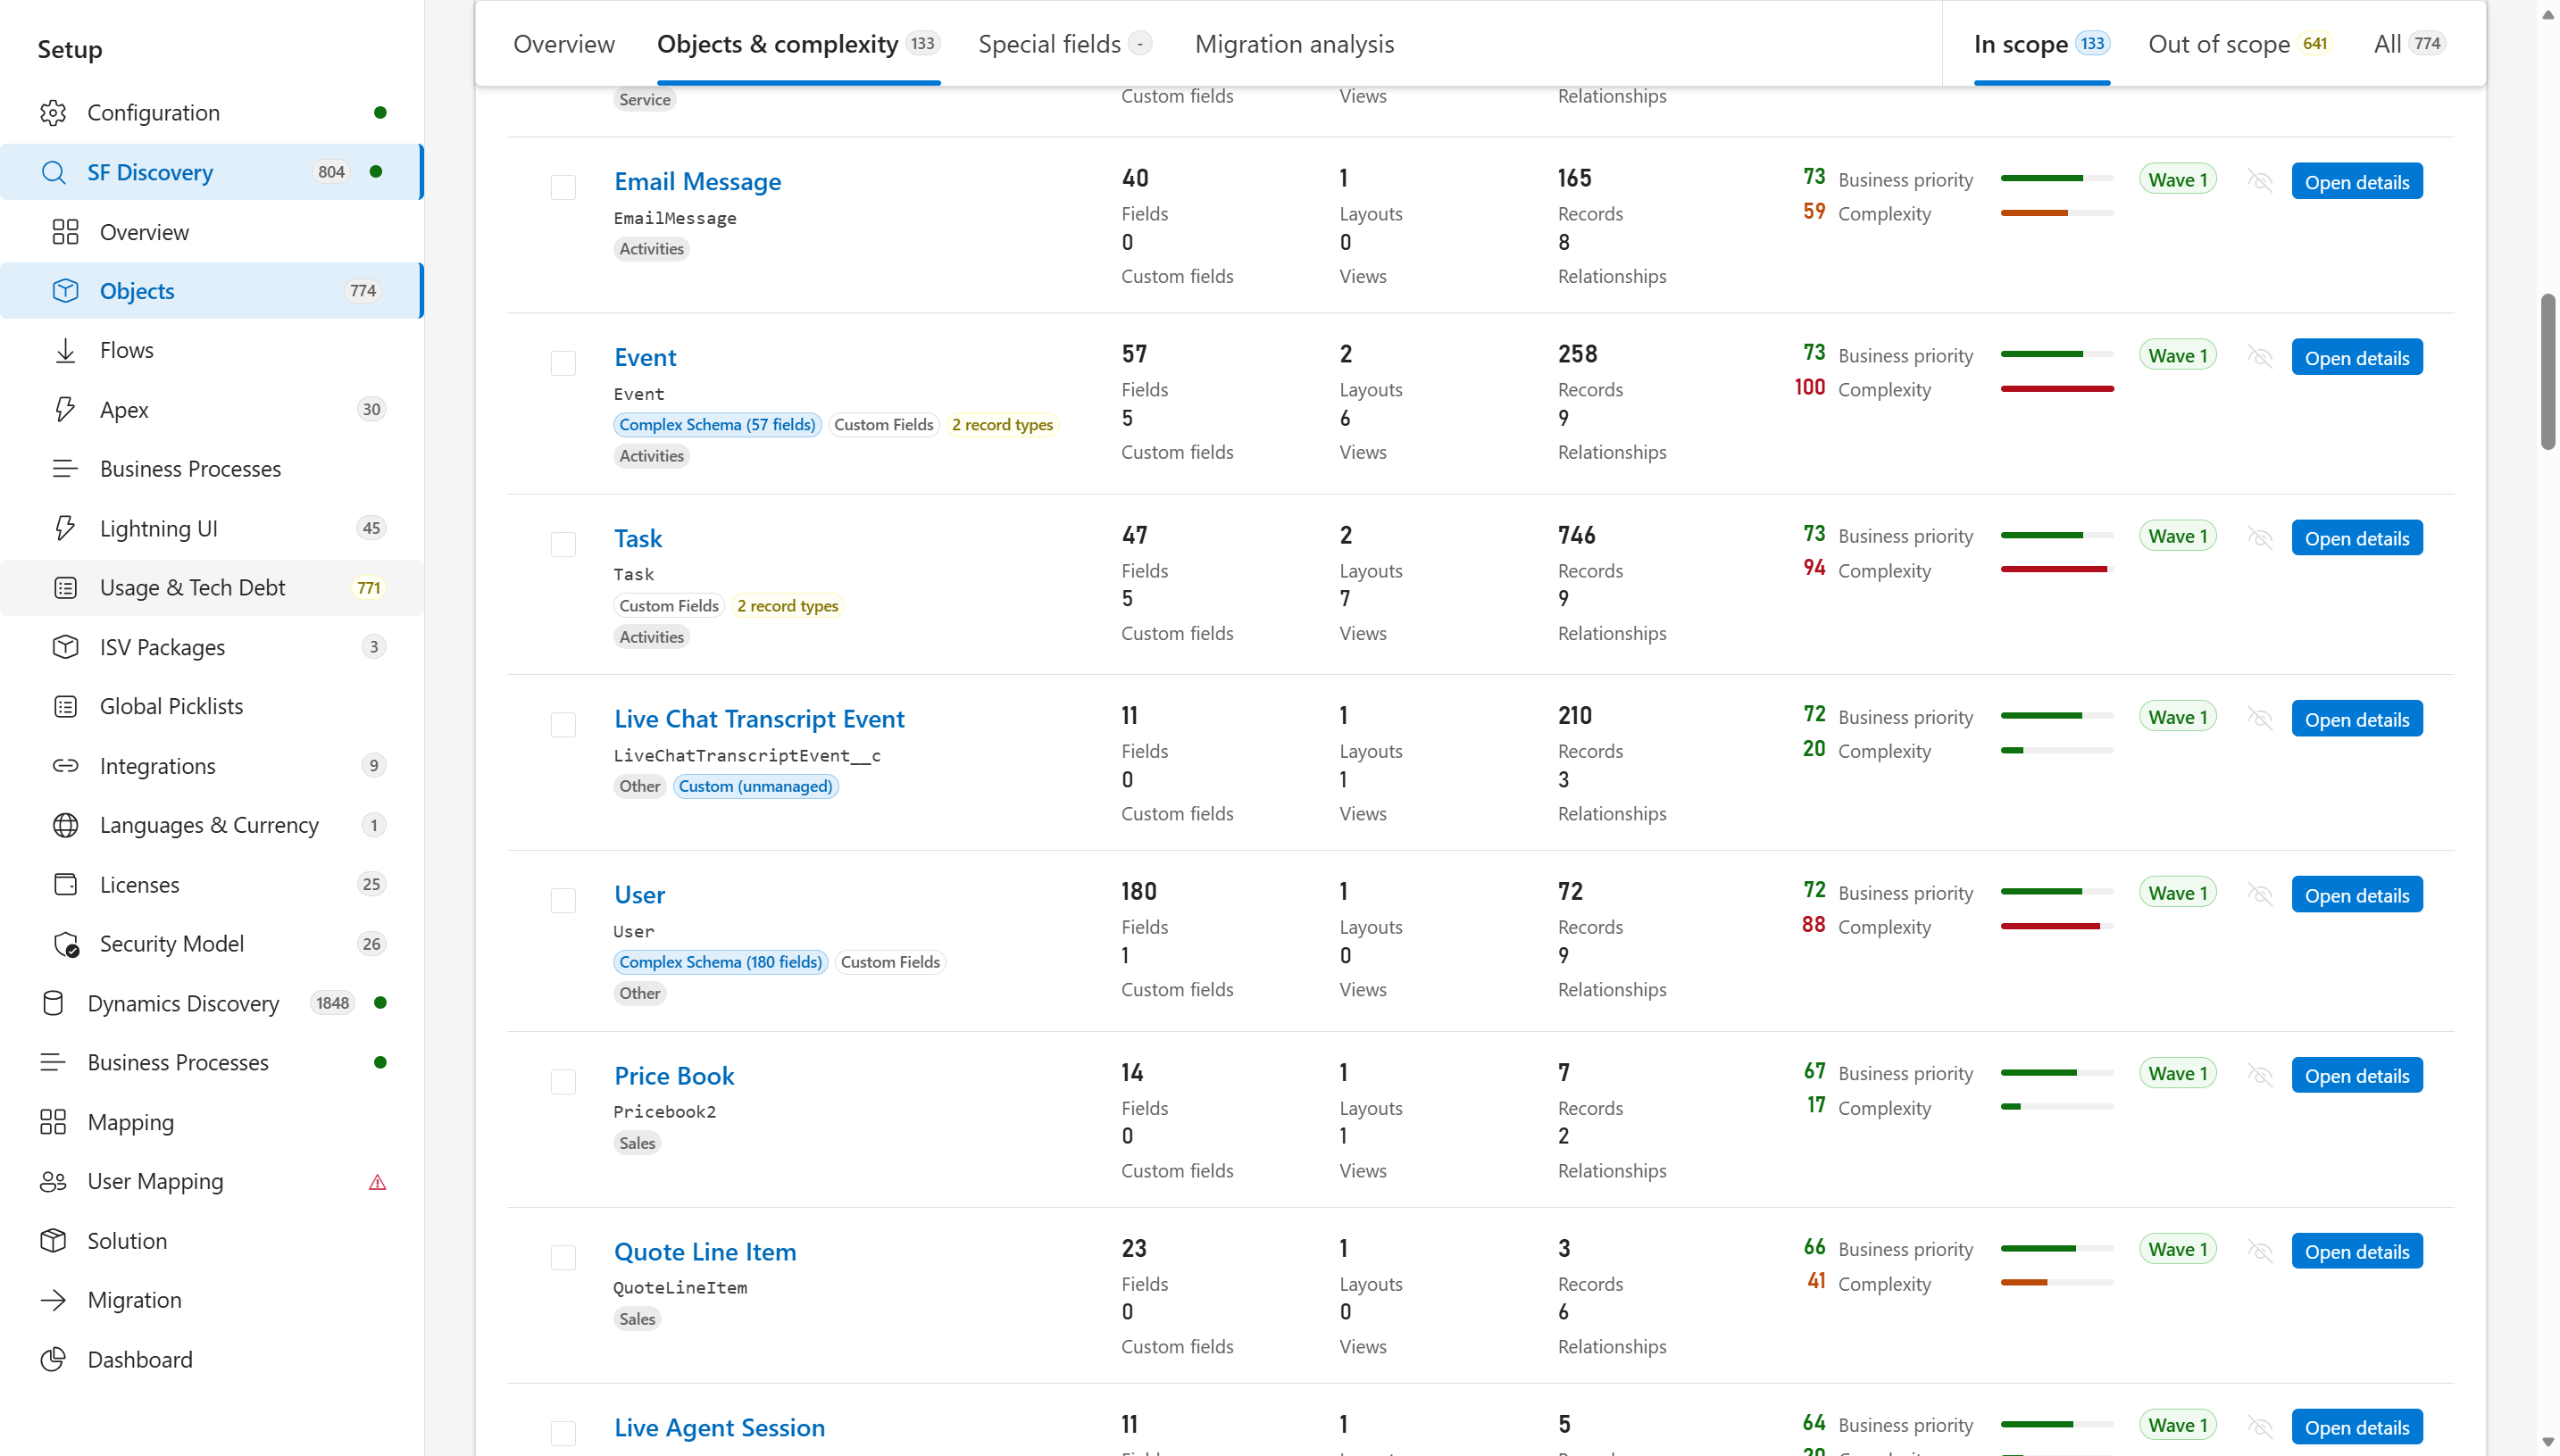 Setup
Configuration
SF Discovery 804
Overview
Objects 774
Flows
Apex 30
Business Processes
Lightning UI 45
Usage & Tech Debt 771
ISV Packages 3
Global Picklists
Integrations 9
Languages & Currency 1
Licenses 25
Security Model 26
Dynamics Discovery 1848
Business Processes
Mapping
User Mapping
Solution
Migration
Dashboard
Overview Objects & complexity 133 Special fields - Migration analysis In scope 133 Out of scope 641 All 774
Service Custom fields Views Relationships
Email Message 40 1 165 73 Business priority Wave 1 Open details
EmailMessage Fields Layouts Records 59 Complexity
Activities 0 0 8
Custom fields Views Relationships
Event 57 2 258 73 Business priority Wave 1 Open details
Event Fields Layouts Records 100 Complexity
Complex Schema (57 fields) Custom Fields 2 record types 5 6 9
Activities Custom fields Views Relationships
Task 47 2 746 73 Business priority Wave 1 Open details
Task Fields Layouts Records 94 Complexity
Custom Fields 2 record types 5 7 9
Activities Custom fields Views Relationships
Live Chat Transcript Event 11 1 210 72 Business priority Wave 1 Open details
LiveChatTranscriptEvent__c Fields Layouts Records 20 Complexity
Other Custom (unmanaged) 0 1 3
Custom fields Views Relationships
User 180 1 72 72 Business priority Wave 1 Open details
User Fields Layouts Records 88 Complexity
Complex Schema (180 fields) Custom Fields 1 0 9
Other Custom fields Views Relationships
Price Book 14 1 7 67 Business priority Wave 1 Open details
Pricebook2 Fields Layouts Records 17 Complexity
Sales 0 1 2
Custom fields Views Relationships
Quote Line Item 23 1 3 66 Business priority Wave 1 Open details
QuoteLineItem Fields Layouts Records 41 Complexity
Sales 0 0 6
Custom fields Views Relationships
Live Agent Session 11 1 5 64 Business priority Wave 1 Open details